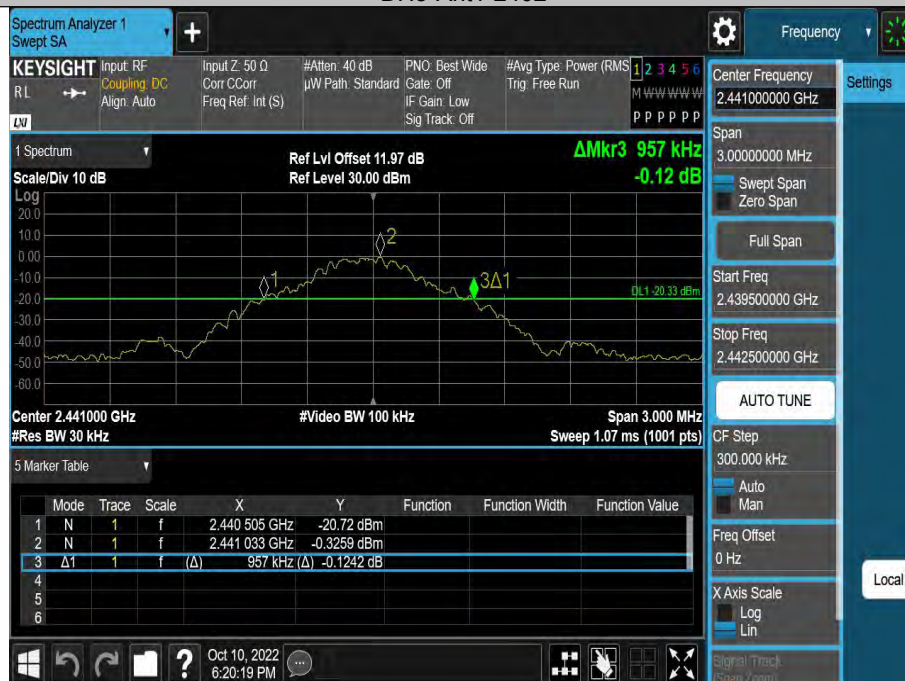 Spectrum Analyzer 1
Swept SA
+
Frequency
KEYSIGHT
RL
LXI
Input: RF
Coupling: DC
Align: Auto
Input Z: 50 Ω
Corr CCorr
Freq Ref: Int (S)
#Atten: 40 dB
µW Path: Standard
PNO: Best Wide
Gate: Off
IF Gain: Low
Sig Track: Off
#Avg Type: Power (RMS
Trig: Free Run
1 2 3 4 5 6
M W W W W W
P P P P P P
Center Frequency
2.441000000 GHz
Settings
Span
3.00000000 MHz
Swept Span
Zero Span
Full Span
Start Freq
2.439500000 GHz
Stop Freq
2.442500000 GHz
AUTO TUNE
CF Step
300.000 kHz
Auto
Man
Freq Offset
0 Hz
X Axis Scale
Log
Lin
Signal Track
(Span Zoom)
Local
1 Spectrum
Ref Lvl Offset 11.97 dB
ΔMkr3 957 kHz
Scale/Div 10 dB
Ref Level 30.00 dBm
-0.12 dB
Log
20.0
10.0
0.00
-10.0
-20.0
-30.0
-40.0
-50.0
-60.0
1
2
3Δ1
DL1 -20.33 dBm
Center 2.441000 GHz
#Video BW 100 kHz
Span 3.000 MHz
#Res BW 30 kHz
Sweep 1.07 ms (1001 pts)
5 Marker Table
Mode Trace Scale X Y Function Function Width Function Value
1 N 1 f 2.440 505 GHz -20.72 dBm
2 N 1 f 2.441 033 GHz -0.3259 dBm
3 Δ1 1 f (Δ) 957 kHz (Δ) -0.1242 dB
4
5
6
?
Oct 10, 2022
6:20:19 PM